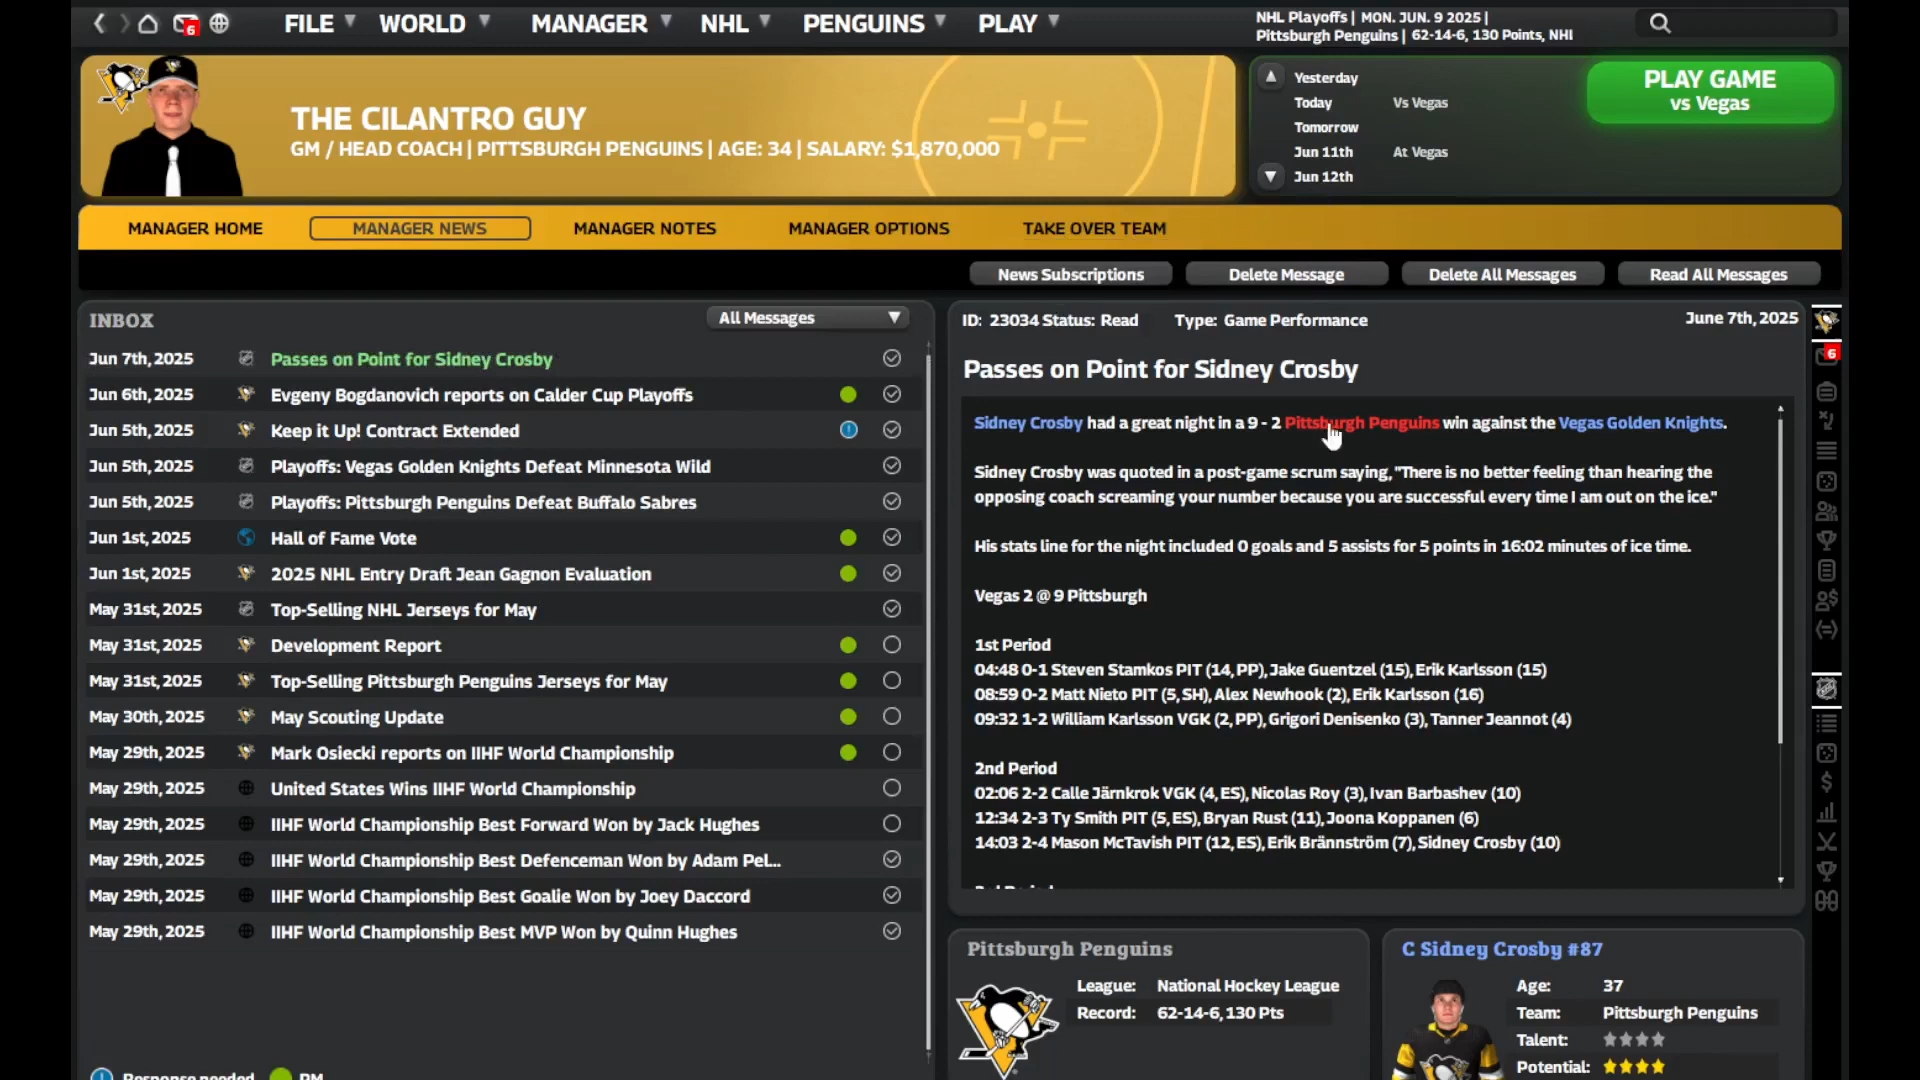 FILE WORLD MANAGER NHL PENGUINS PLAY
6
NHL Playoffs | MON. JUN. 9 2025 |
Pittsburgh Penguins | 62-14-6, 130 Points, NHl
THE CILANTRO GUY
GM / HEAD COACH | PITTSBURGH PENGUINS | AGE: 34 | SALARY: $1,870,000
Yesterday
Today Vs Vegas
Tomorrow
Jun 11th At Vegas
Jun 12th
PLAY GAME
vs Vegas
MANAGER HOME MANAGER NEWS MANAGER NOTES MANAGER OPTIONS TAKE OVER TEAM
News Subscriptions Delete Message Delete All Messages Read All Messages
INBOX All Messages
Jun 7th, 2025 Passes on Point for Sidney Crosby
Jun 6th, 2025 Evgeny Bogdanovich reports on Calder Cup Playoffs
Jun 5th, 2025 Keep it Up! Contract Extended
Jun 5th, 2025 Playoffs: Vegas Golden Knights Defeat Minnesota Wild
Jun 5th, 2025 Playoffs: Pittsburgh Penguins Defeat Buffalo Sabres
Jun 1st, 2025 Hall of Fame Vote
Jun 1st, 2025 2025 NHL Entry Draft Jean Gagnon Evaluation
May 31st, 2025 Top-Selling NHL Jerseys for May
May 31st, 2025 Development Report
May 31st, 2025 Top-Selling Pittsburgh Penguins Jerseys for May
May 30th, 2025 May Scouting Update
May 29th, 2025 Mark Osiecki reports on IIHF World Championship
May 29th, 2025 United States Wins IIHF World Championship
May 29th, 2025 IIHF World Championship Best Forward Won by Jack Hughes
May 29th, 2025 IIHF World Championship Best Defenceman Won by Adam Pel...
May 29th, 2025 IIHF World Championship Best Goalie Won by Joey Daccord
May 29th, 2025 IIHF World Championship Best MVP Won by Quinn Hughes
Response needed PM
ID: 23034 Status: Read Type: Game Performance June 7th, 2025
Passes on Point for Sidney Crosby
Sidney Crosby had a great night in a 9 - 2 Pittsburgh Penguins win against the Vegas Golden Knights.
Sidney Crosby was quoted in a post-game scrum saying, "There is no better feeling than hearing the
opposing coach screaming your number because you are successful every time I am out on the ice."
His stats line for the night included 0 goals and 5 assists for 5 points in 16:02 minutes of ice time.
Vegas 2 @ 9 Pittsburgh
1st Period
04:48 0-1 Steven Stamkos PIT (14, PP), Jake Guentzel (15), Erik Karlsson (15)
08:59 0-2 Matt Nieto PIT (5, SH), Alex Newhook (2), Erik Karlsson (16)
09:32 1-2 William Karlsson VGK (2, PP), Grigori Denisenko (3), Tanner Jeannot (4)
2nd Period
02:06 2-2 Calle Järnkrok VGK (4, ES), Nicolas Roy (3), Ivan Barbashev (10)
12:34 2-3 Ty Smith PIT (5, ES), Bryan Rust (11), Joona Koppanen (6)
14:03 2-4 Mason McTavish PIT (12, ES), Erik Brännström (7), Sidney Crosby (10)
6
Pittsburgh Penguins
League: National Hockey League
Record: 62-14-6, 130 Pts
C Sidney Crosby #87
Age: 37
Team: Pittsburgh Penguins
Talent:
Potential: